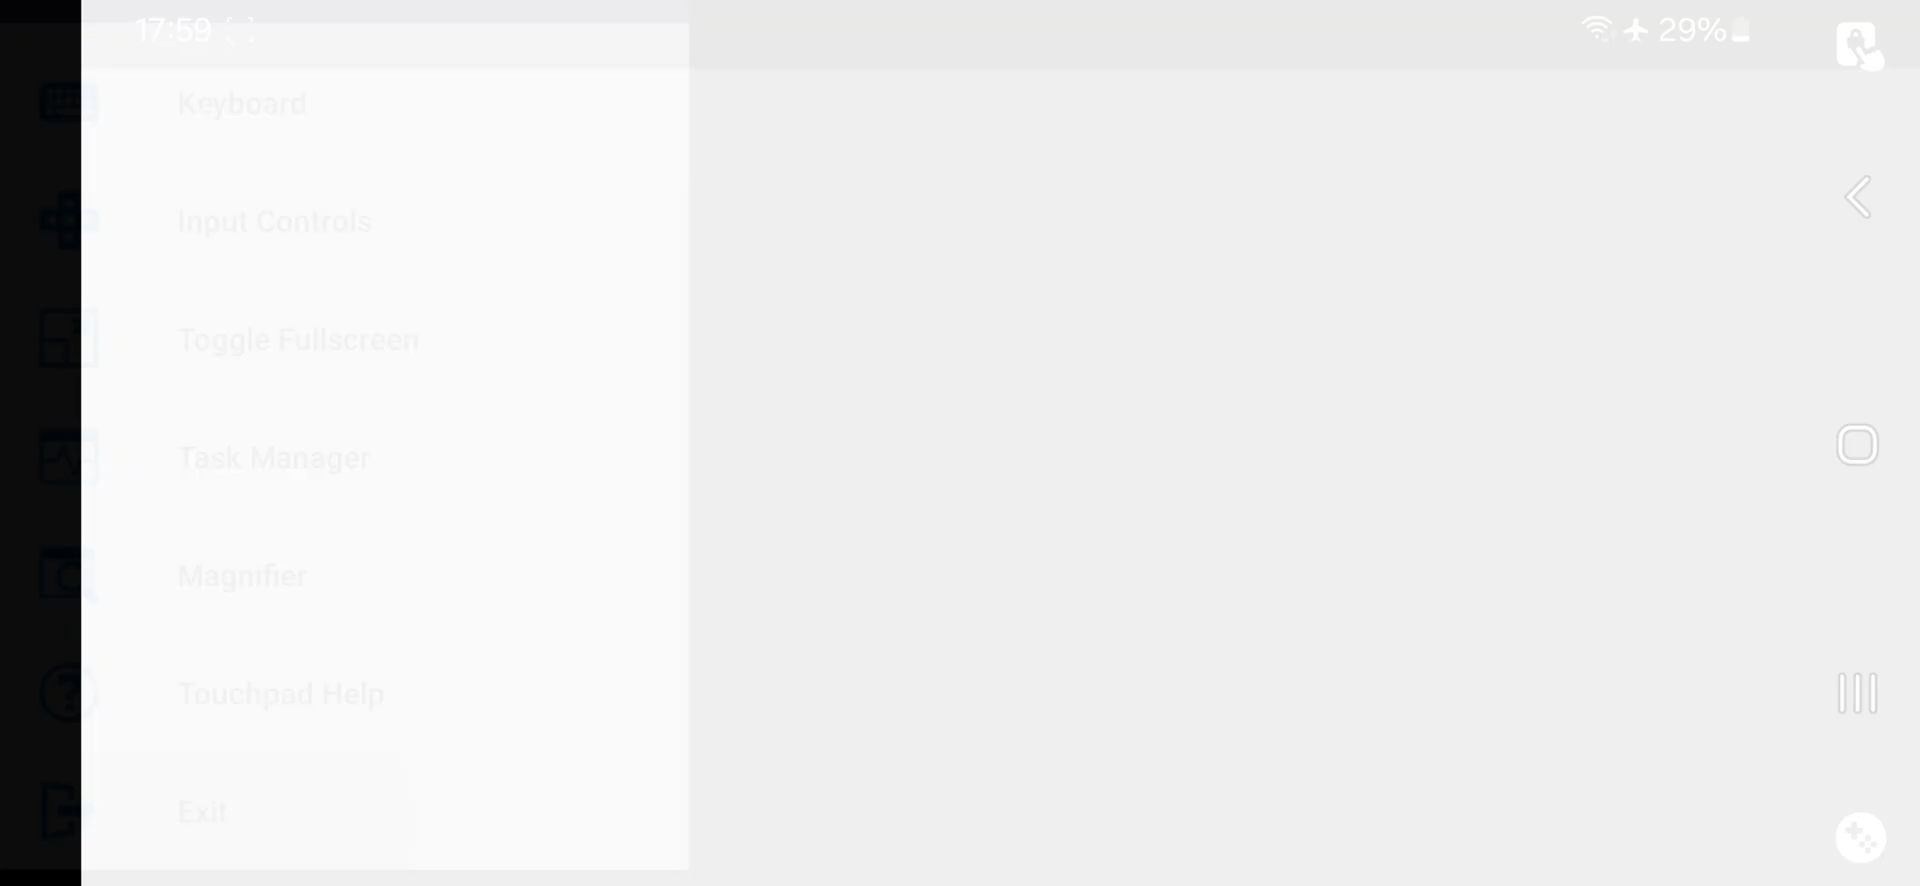 17:59
29%
Keyboard
Input Controls
Toggle Fullscreen
Task Manager
Magnifier
Touchpad Help
Exit